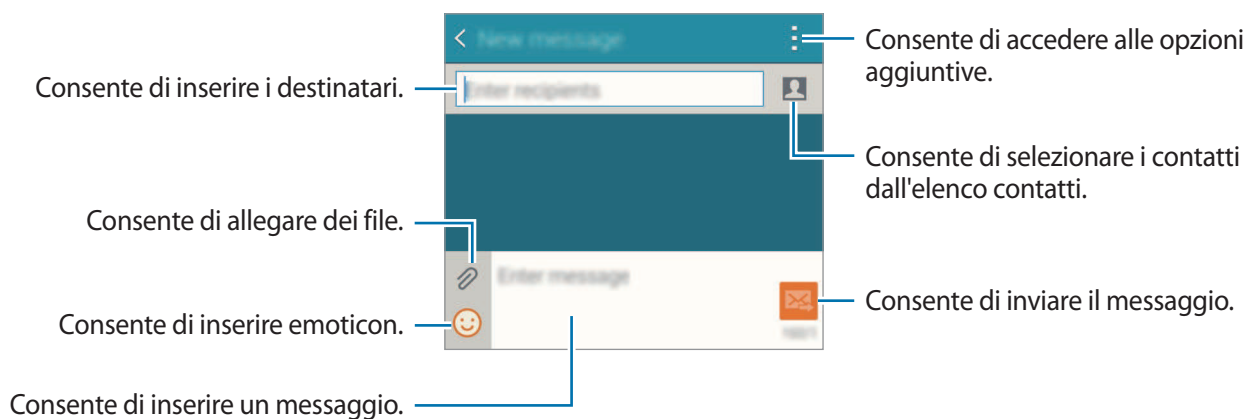 New message
Consente di accedere alle opzioni
aggiuntive.
Consente di inserire i destinatari.
Enter recipients
Consente di selezionare i contatti
dall'elenco contatti.
Consente di allegare dei file.
Enter message
Consente di inviare il messaggio.
Consente di inserire emoticon.
Consente di inserire un messaggio.